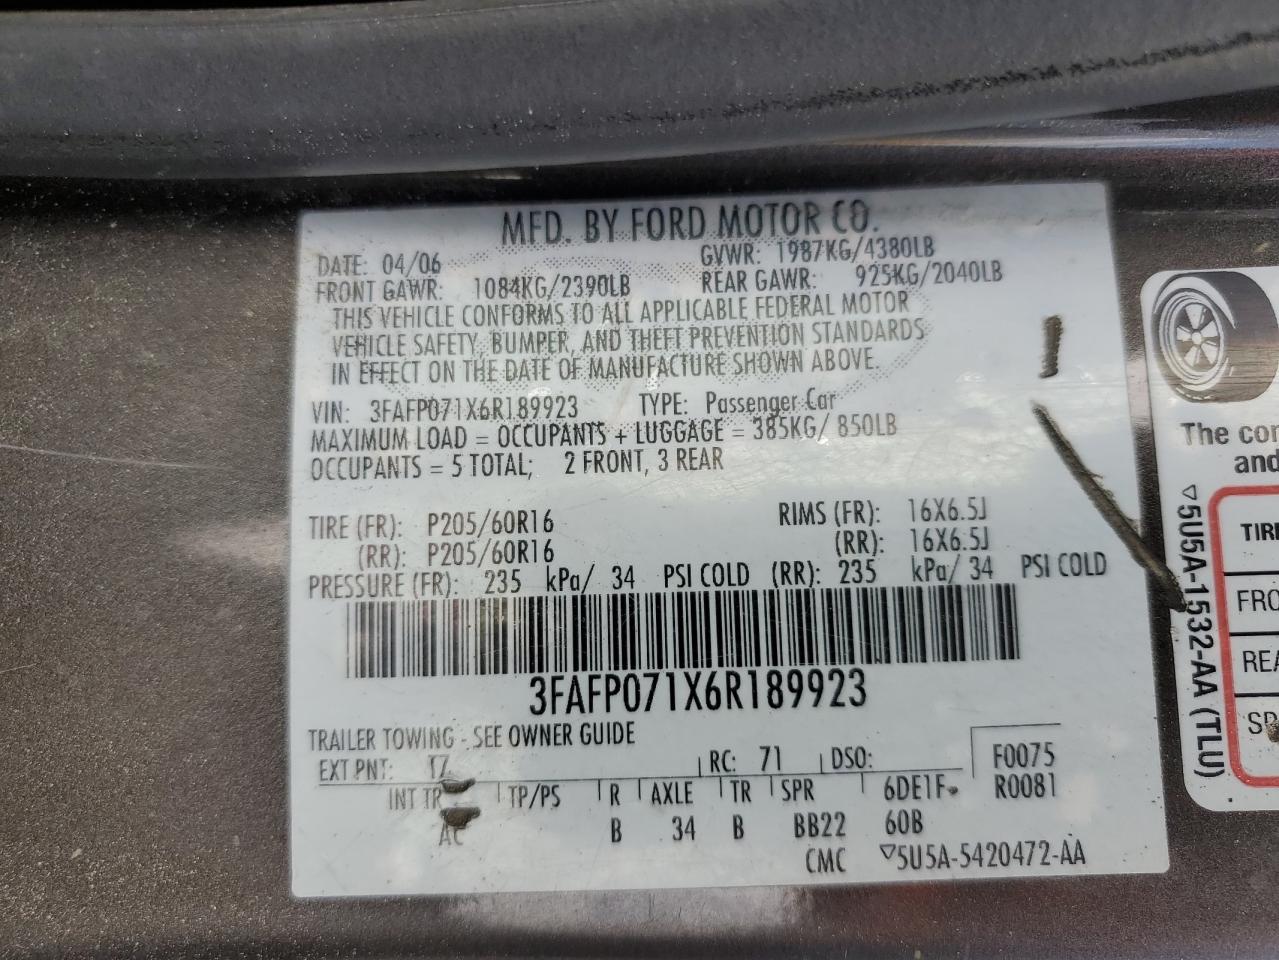 MFD. BY FORD MOTOR CO.
DATE: 04/06 GVWR: 1987KG/4380LB
FRONT GAWR: 1084KG/2390LB REAR GAWR: 925KG/2040LB
THIS VEHICLE CONFORMS TO ALL APPLICABLE FEDERAL MOTOR
VEHICLE SAFETY, BUMPER, AND THEFT PREVENTION STANDARDS
IN EFFECT ON THE DATE OF MANUFACTURE SHOWN ABOVE.
VIN: 3FAFP071X6R189923 TYPE: Passenger Car
MAXIMUM LOAD = OCCUPANTS + LUGGAGE = 385KG/ 850LB
OCCUPANTS = 5 TOTAL; 2 FRONT, 3 REAR
TIRE (FR): P205/60R16 RIMS (FR): 16X6.5J
(RR): P205/60R16 (RR): 16X6.5J
PRESSURE (FR): 235 kPa/ 34 PSI COLD (RR): 235 kPa/ 34 PSI COLD
3FAFP071X6R189923
TRAILER TOWING - SEE OWNER GUIDE
EXT PNT: T7 RC: 71 DSO: F0075
INT TR TP/PS R AXLE TR SPR 6DE1F R0081
AC B 34 B BB22 60B
CMC ▽5U5A-5420472-AA
The
and
▽5U5A-1532-AA (TLU)